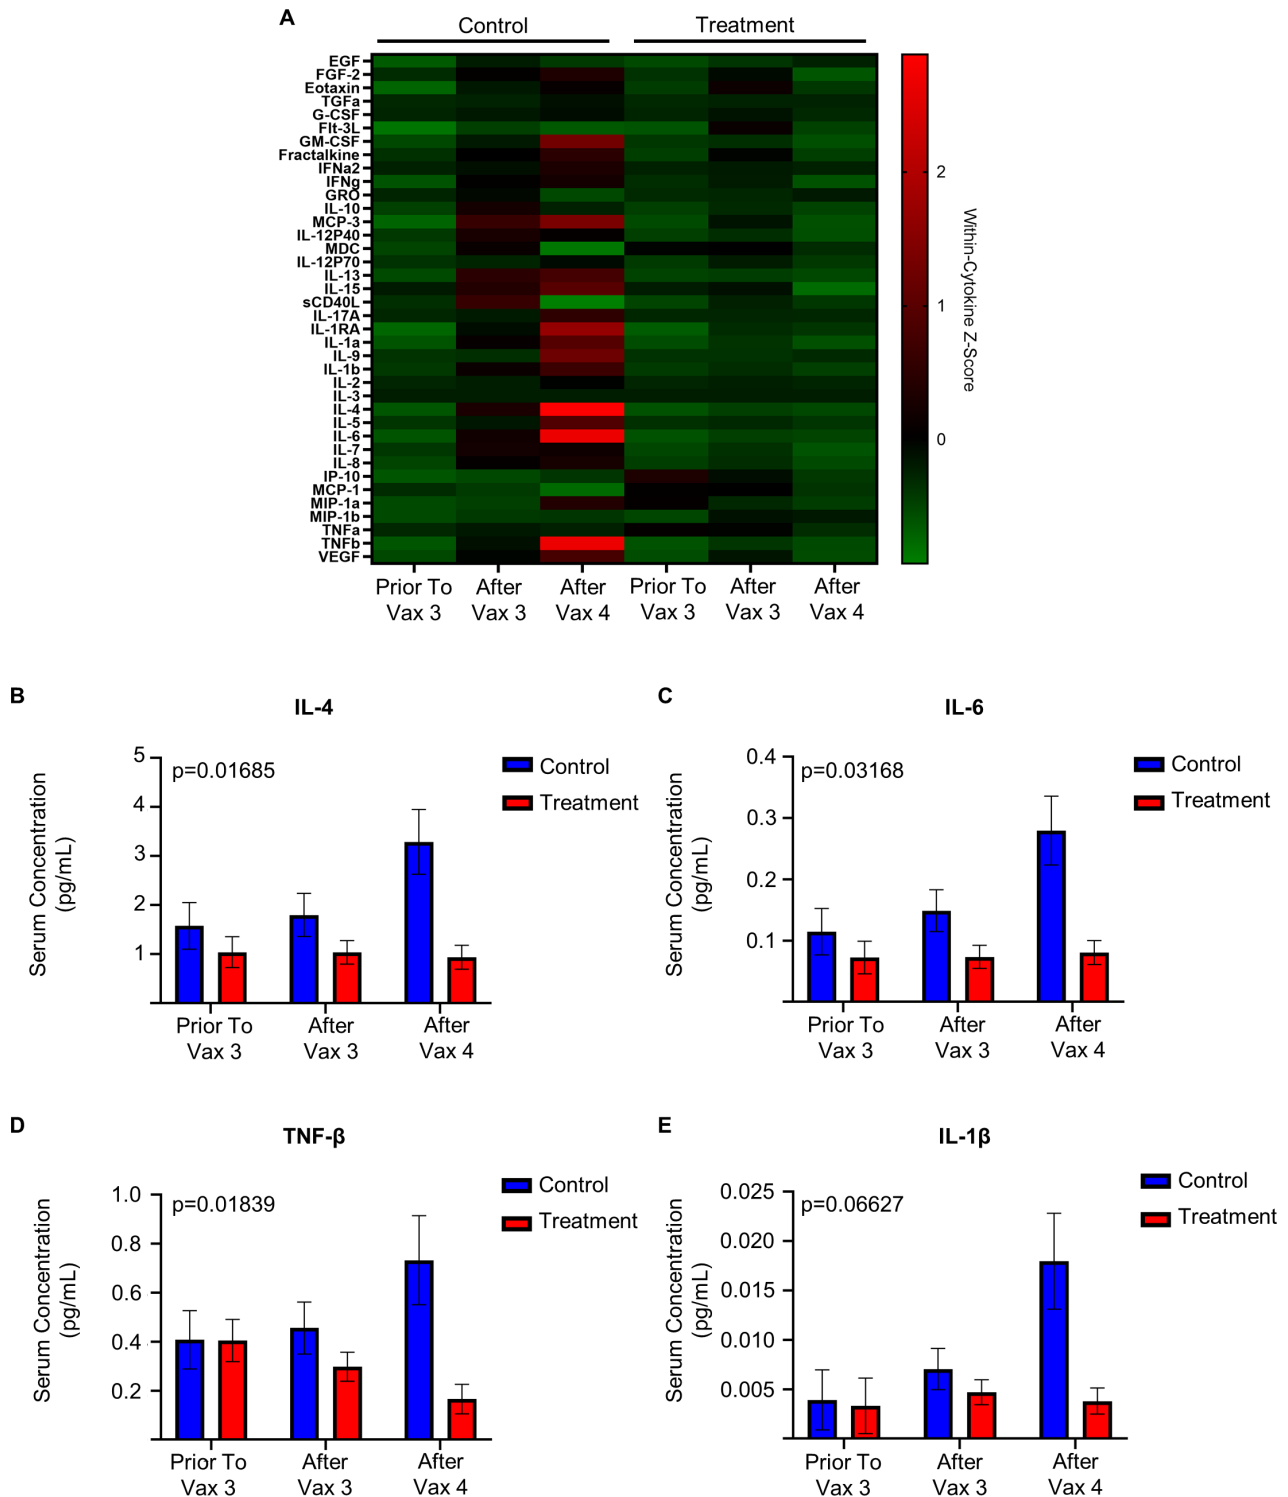 A
Control
Treatment
EGF
FGF-2
Eotaxin
TGFa
G-CSF
Flt-3L
GM-CSF
Fractalkine
IFNa2
IFNg
GRO
IL-10
MCP-3
IL-12P40
MDC
IL-12P70
IL-13
IL-15
sCD40L
IL-17A
IL-1RA
IL-1a
IL-9
IL-1b
IL-2
IL-3
IL-4
IL-5
IL-6
IL-7
IL-8
IP-10
MCP-1
MIP-1a
MIP-1b
TNFa
TNFb
VEGF
Prior To
Vax 3
After
Vax 3
After
Vax 4
Prior To
Vax 3
After
Vax 3
After
Vax 4
2
1
0
Within-Cytokine Z-Score
B
IL-4
p=0.01685
Control
Treatment
Serum Concentration
(pg/mL)
5
4
3
2
1
Prior To
Vax 3
After
Vax 3
After
Vax 4
C
IL-6
p=0.03168
Control
Treatment
Serum Concentration
(pg/mL)
0.4
0.3
0.2
0.1
Prior To
Vax 3
After
Vax 3
After
Vax 4
D
TNF-β
p=0.01839
Control
Treatment
Serum Concentration
(pg/mL)
1.0
0.8
0.6
0.4
0.2
Prior To
Vax 3
After
Vax 3
After
Vax 4
E
IL-1β
p=0.06627
Control
Treatment
Serum Concentration
(pg/mL)
0.025
0.020
0.015
0.010
0.005
Prior To
Vax 3
After
Vax 3
After
Vax 4